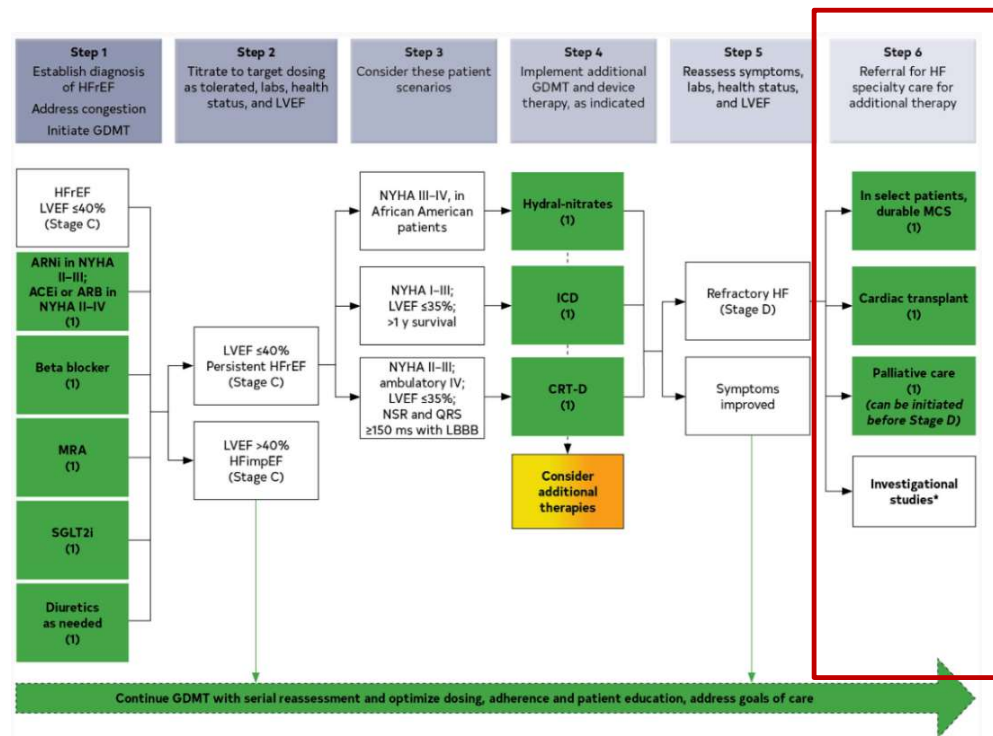 Step 1
Establish diagnosis
of HFrEF
Address congestion
Initiate GDMT
Step 2
Titrate to target dosing
as tolerated, labs, health
status, and LVEF
Step 3
Consider these patient
scenarios
Step 4
Implement additional
GDMT and device
therapy, as indicated
Step 5
Reassess symptoms,
labs, health status,
and LVEF
Step 6
Referral for HF
specialty care for
additional therapy
HFrEF
LVEF ≤40%
(Stage C)
ARNi in NYHA
II–III;
ACEi or ARB in
NYHA II–IV
(1)
Beta blocker
(1)
MRA
(1)
SGLT2i
(1)
Diuretics
as needed
(1)
LVEF ≤40%
Persistent HFrEF
(Stage C)
LVEF >40%
HFimpEF
(Stage C)
NYHA III–IV, in
African American
patients
NYHA I–III;
LVEF ≤35%;
>1 y survival
NYHA II–III;
ambulatory IV;
LVEF ≤35%;
NSR and QRS
≥150 ms with LBBB
Hydral-nitrates
(1)
ICD
(1)
CRT-D
(1)
Consider
additional
therapies
Refractory HF
(Stage D)
Symptoms
improved
In select patients,
durable MCS
(1)
Cardiac transplant
(1)
Palliative care
(1)
(can be initiated
before Stage D)
Investigational
studies*
Continue GDMT with serial reassessment and optimize dosing, adherence and patient education, address goals of care